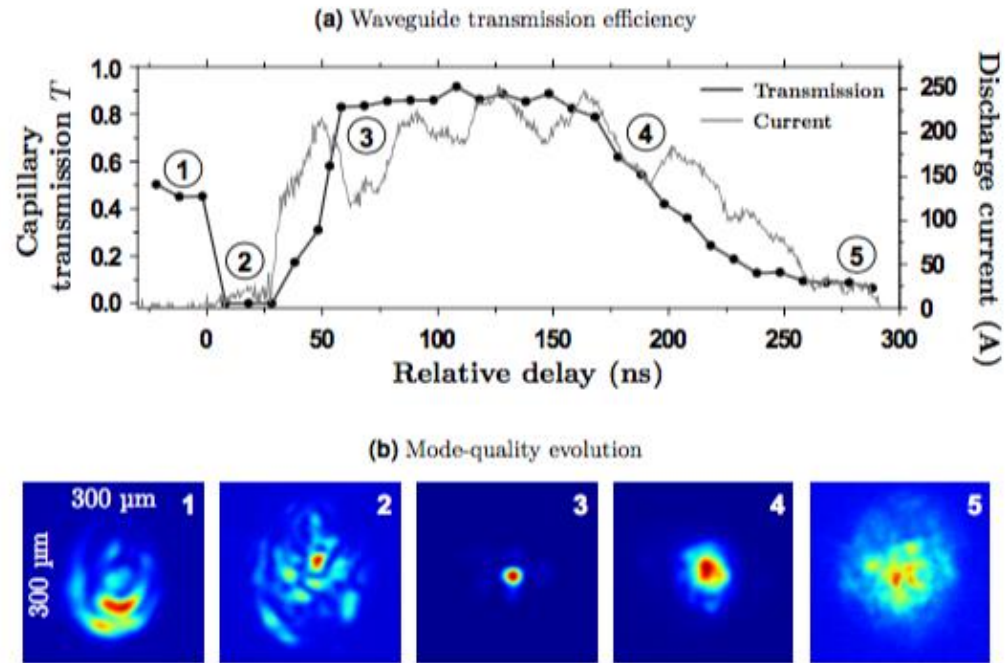 (a) Waveguide transmission efficiency
Capillary
transmission T
1.0
0.8
0.6
0.4
0.2
0.0
1
2
3
4
5
Transmission
Current
250
200
150
100
50
0
Discharge current (A)
0 50 100 150 200 250 300
Relative delay (ns)
(b) Mode-quality evolution
300 µm
300 µm
1
2
3
4
5